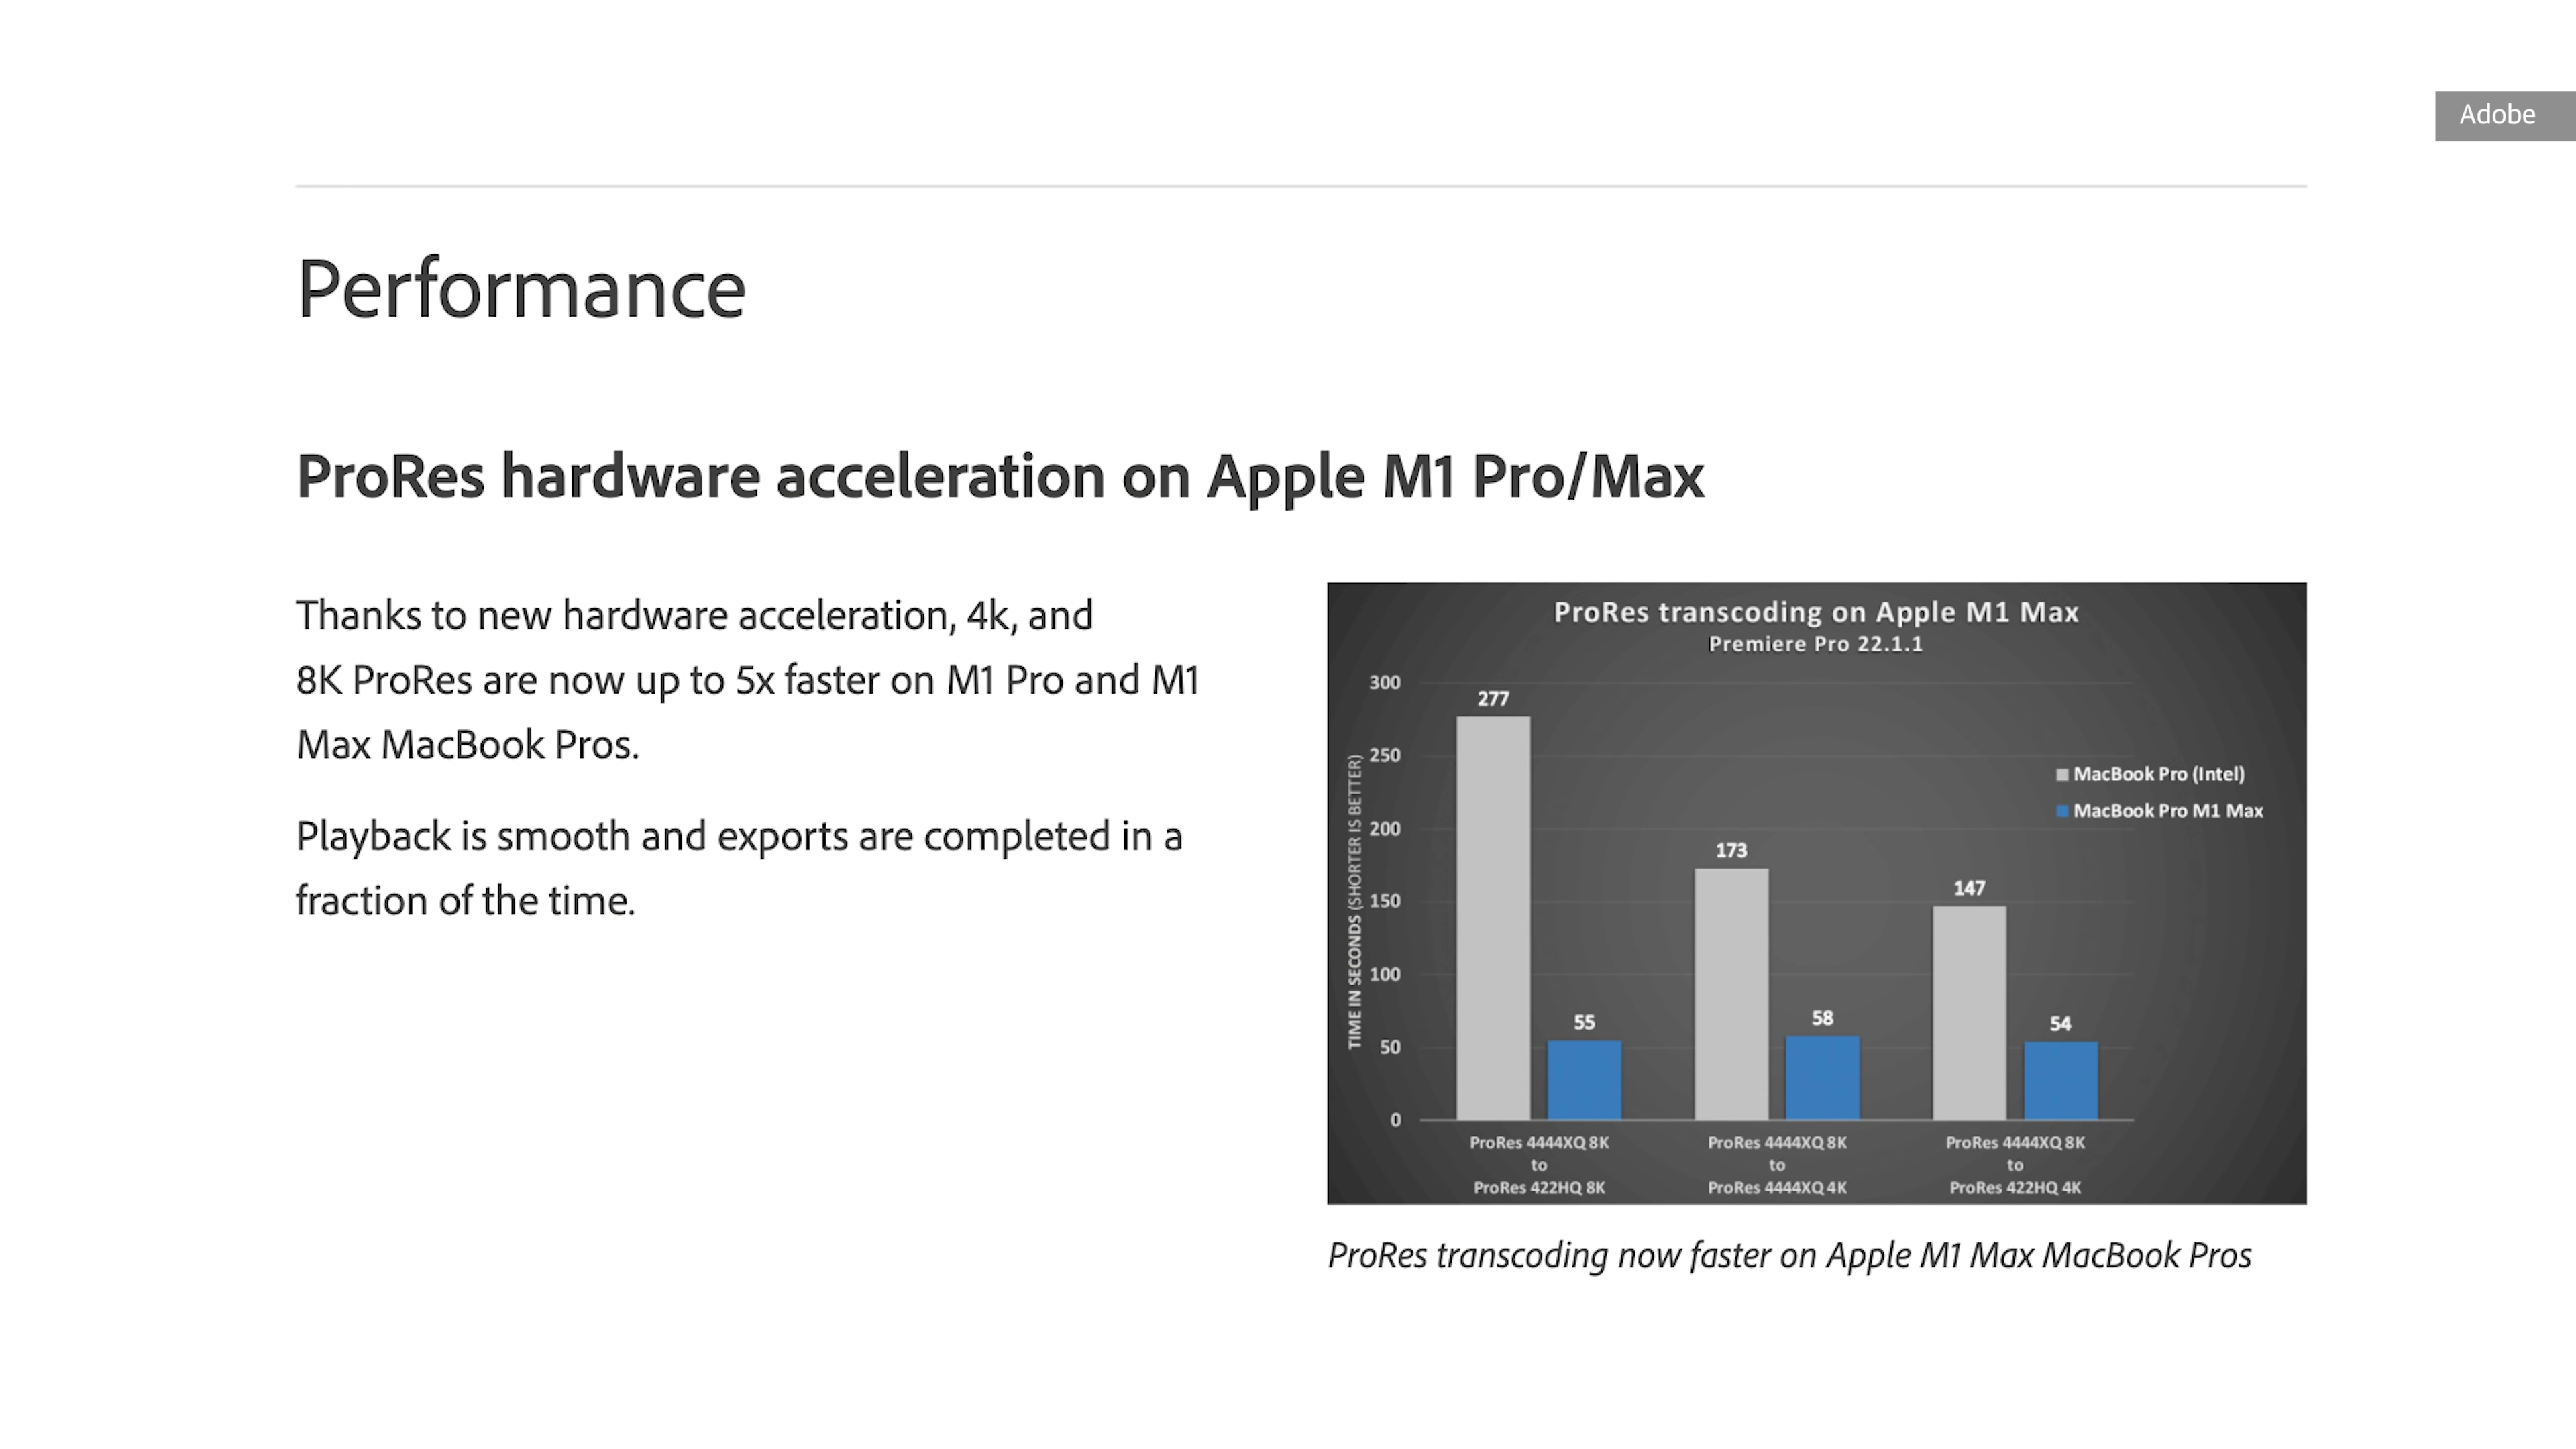 Adobe
Performance
ProRes hardware acceleration on Apple M1 Pro/Max
Thanks to new hardware acceleration, 4k, and
8K ProRes are now up to 5x faster on M1 Pro and M1
Max MacBook Pros.
Playback is smooth and exports are completed in a
fraction of the time.
ProRes transcoding on Apple M1 Max
Premiere Pro 22.1.1
TIME IN SECONDS (SHORTER IS BETTER)
300
250
200
150
100
50
0
277
55
173
58
147
54
MacBook Pro (Intel)
MacBook Pro M1 Max
ProRes 4444XQ 8K
to
ProRes 422HQ 8K
ProRes 4444XQ 8K
to
ProRes 4444XQ 4K
ProRes 4444XQ 8K
to
ProRes 422HQ 4K
ProRes transcoding now faster on Apple M1 Max MacBook Pros